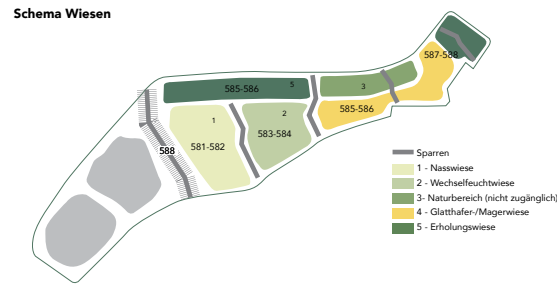 Schema Wiesen
587-588
585-586 5
3
585-586
1
2
583-584
581-582
588
Sparren
1 - Nasswiese
2 - Wechselfeuchtwiese
3- Naturbereich (nicht zugänglich)
4 - Glatthafer-/Magerwiese
5 - Erholungswiese